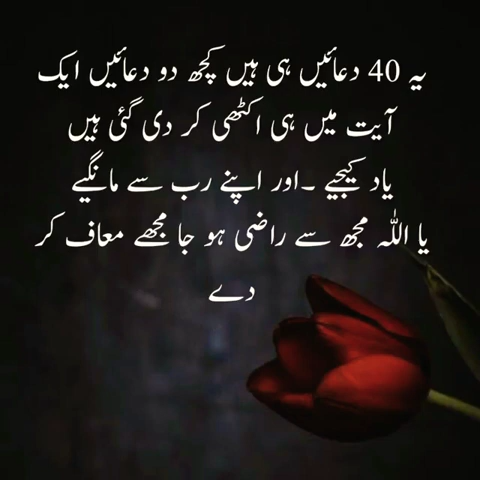 یہ 40 دعائیں ہی ہیں کچھ دو دعائیں ایک
آیت میں ہی اکٹھی کر دی گئی ہیں
یاد کیجیے ۔اور اپنے رب سے مانگیے
یا اللّٰہ مجھ سے راضی ہو جا مجھے معاف کر
دے